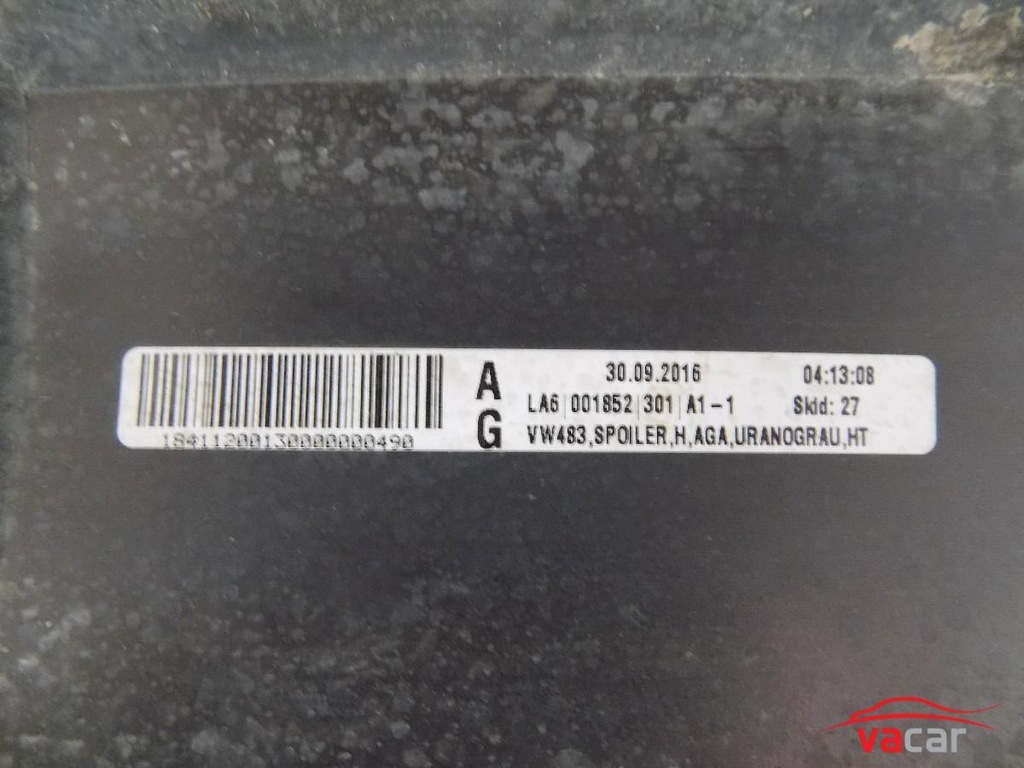 30.09.2016 04:13:08
A LA6 001852 301 A1-1 Skid: 27
G VW483,SPOILER,H,AGA,URANOGRAU,HT
18411200130000000490
vacar